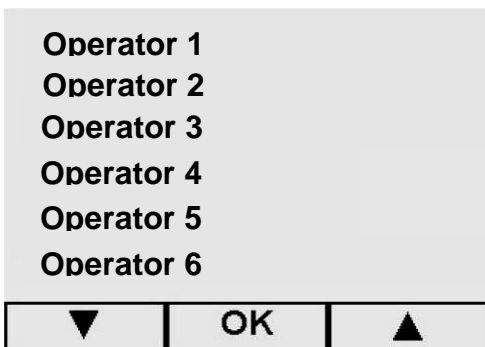 Operator 1
Operator 2
Operator 3
Operator 4
Operator 5
Operator 6
▼ OK ▲